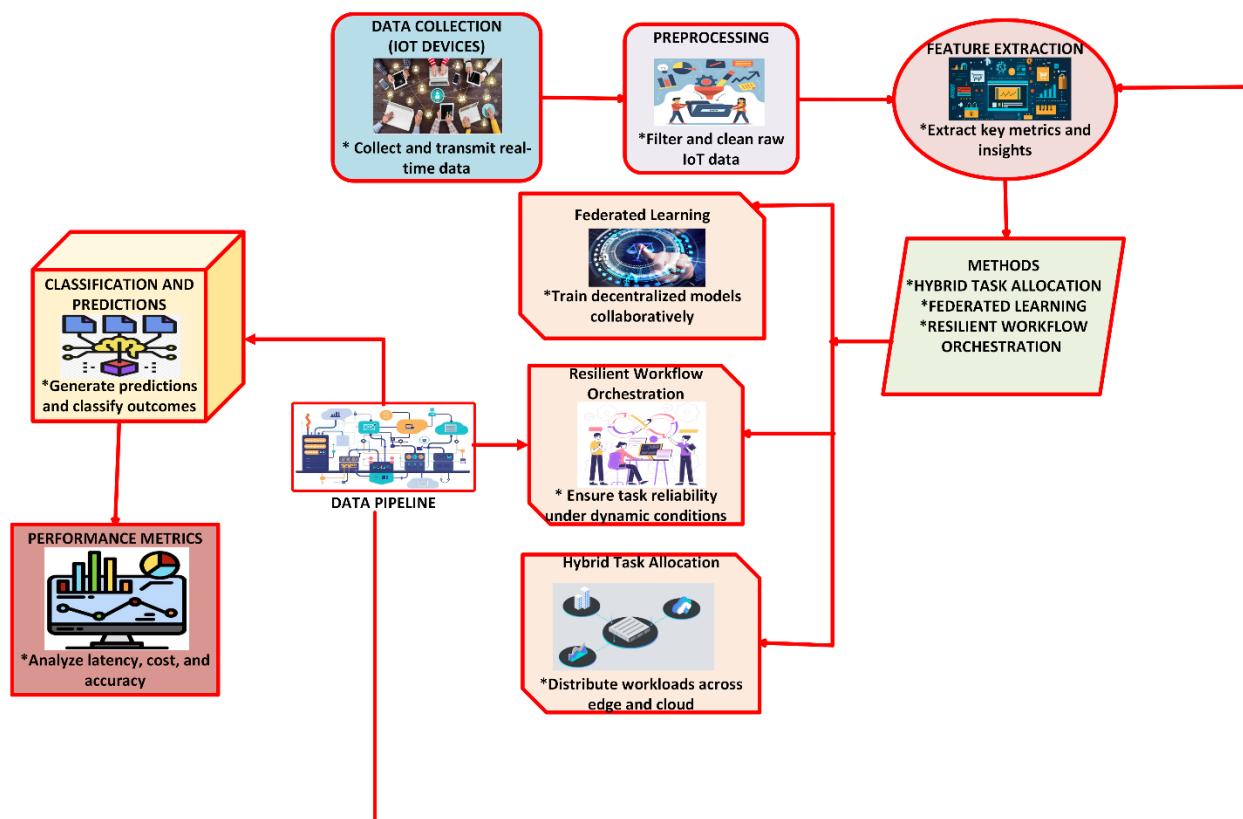 DATA COLLECTION
(IOT DEVICES)
* Collect and transmit real-
time data
PREPROCESSING
*Filter and clean raw
IoT data
FEATURE EXTRACTION
*Extract key metrics and
insights
METHODS
*HYBRID TASK ALLOCATION
*FEDERATED LEARNING
*RESILIENT WORKFLOW
ORCHESTRATION
Federated Learning
*Train decentralized models
collaboratively
Resilient Workflow
Orchestration
* Ensure task reliability
under dynamic conditions
Hybrid Task Allocation
*Distribute workloads across
edge and cloud
DATA PIPELINE
CLASSIFICATION AND
PREDICTIONS
*Generate predictions
and classify outcomes
PERFORMANCE METRICS
*Analyze latency, cost, and
accuracy